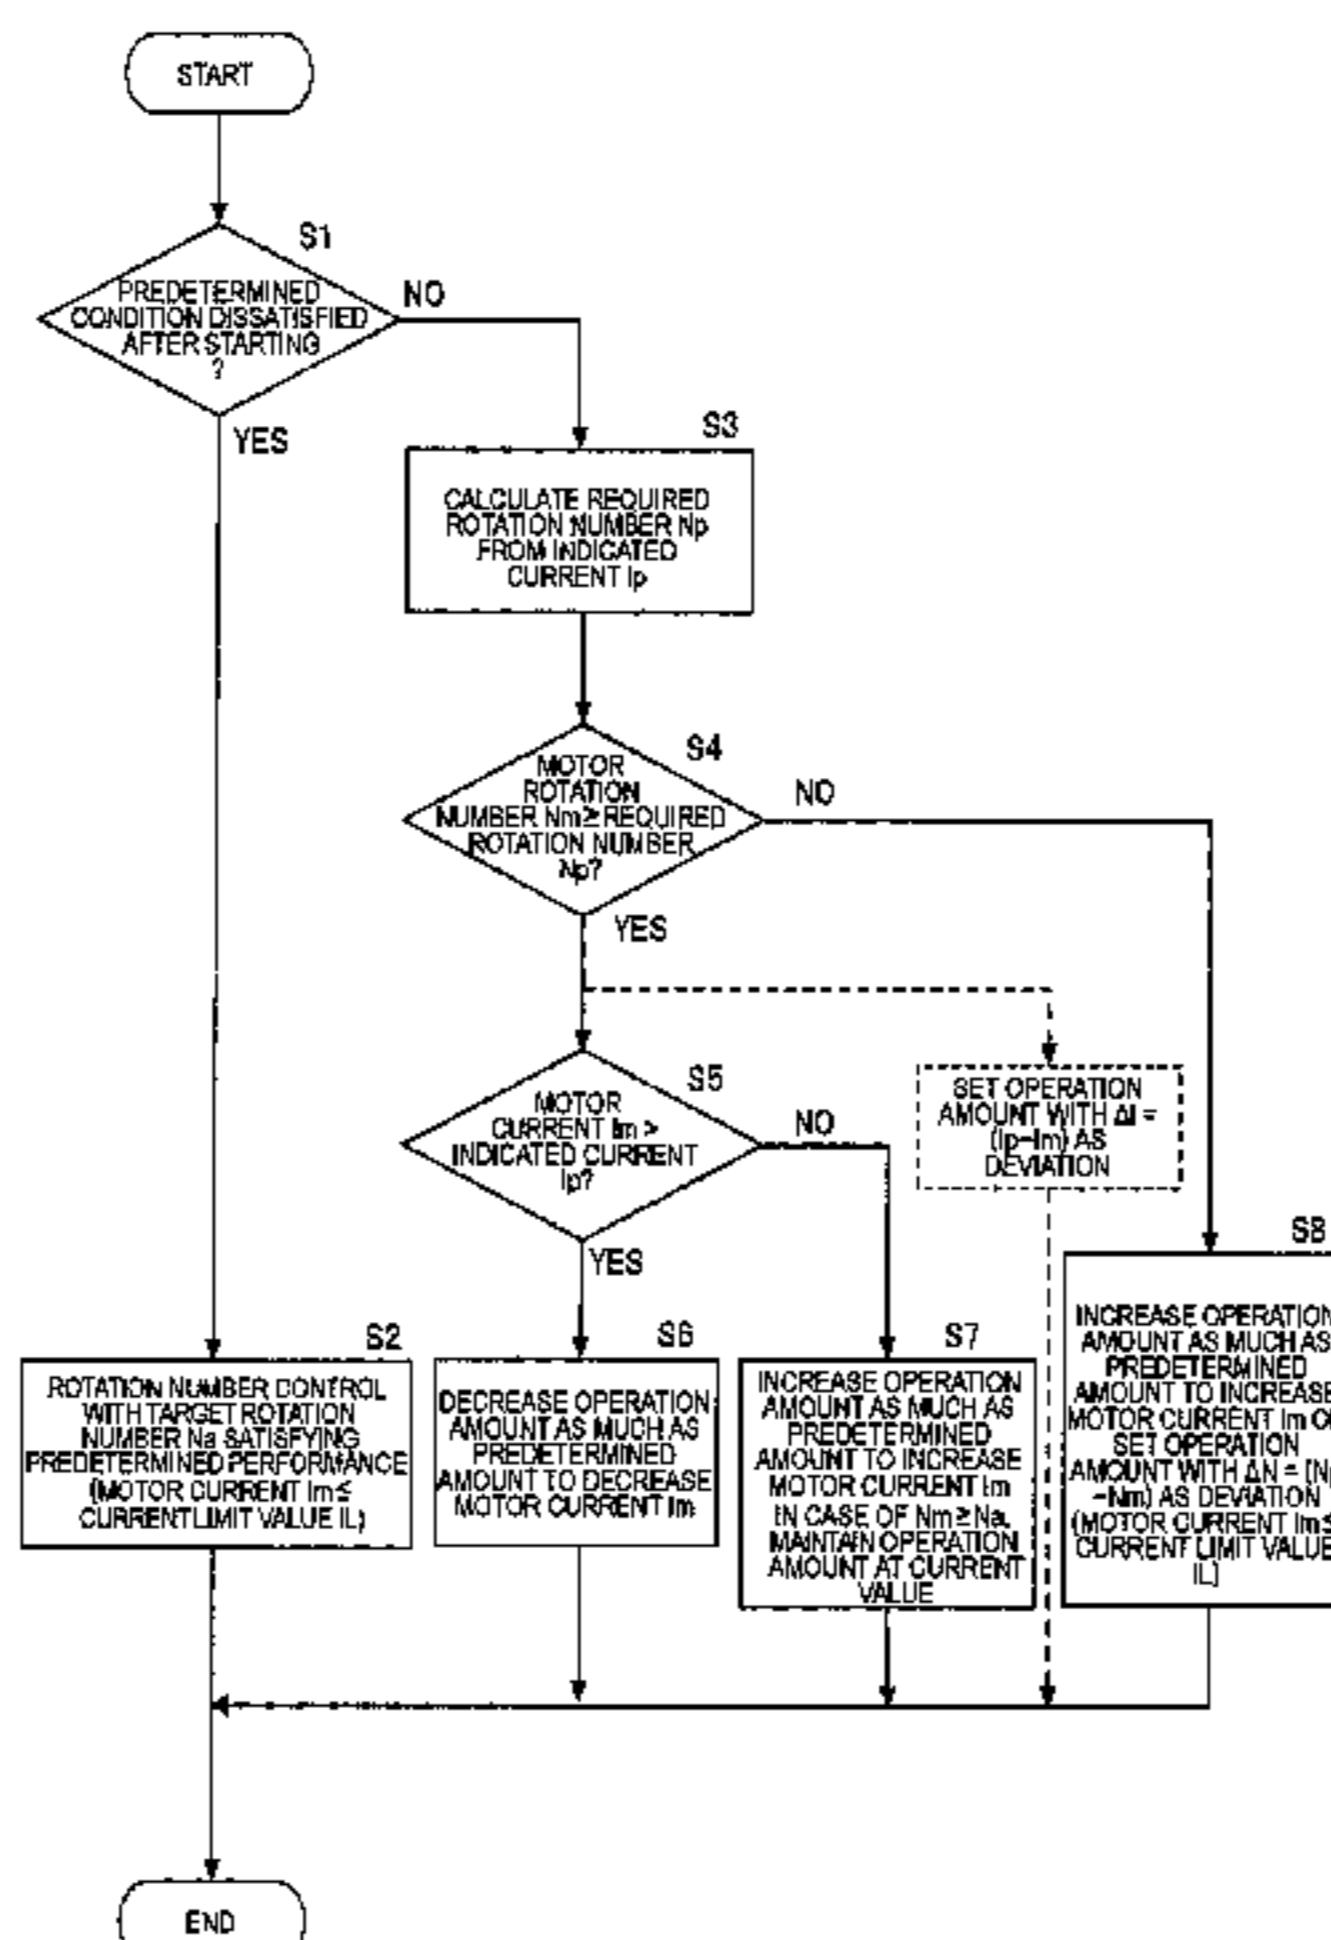 START
S1
PREDETERMINED
CONDITION DISSATISFIED
AFTER STARTING
?
NO
YES
S3
CALCULATE REQUIRED
ROTATION NUMBER Np
FROM INDICATED
CURRENT Ip
S4
MOTOR
ROTATION
NUMBER Nm≥REQUIRED
ROTATION NUMBER
Np?
NO
YES
S5
MOTOR
CURRENT Im >
INDICATED CURRENT
Ip?
NO
YES
SET OPERATION
AMOUNT WITH ΔI =
(Ip-Im) AS
DEVIATION
S2
ROTATION NUMBER CONTROL
WITH TARGET ROTATION
NUMBER Na SATISFYING
PREDETERMINED PERFORMANCE
(MOTOR CURRENT Im≤
CURRENT LIMIT VALUE IL)
S6
DECREASE OPERATION
AMOUNT AS MUCH AS
PREDETERMINED
AMOUNT TO DECREASE
MOTOR CURRENT Im
S7
INCREASE OPERATION
AMOUNT AS MUCH AS
PREDETERMINED
AMOUNT TO INCREASE
MOTOR CURRENT Im
IN CASE OF Nm≥Na,
MAINTAIN OPERATION
AMOUNT AT CURRENT
VALUE
S8
INCREASE OPERATION
AMOUNT AS MUCH AS
PREDETERMINED
AMOUNT TO INCREASE
MOTOR CURRENT Im
SET OPERATION
AMOUNT WITH ΔN =
-Nm) AS DEVIATION
(MOTOR CURRENT Im≤
CURRENT LIMIT VALUE
IL)
END